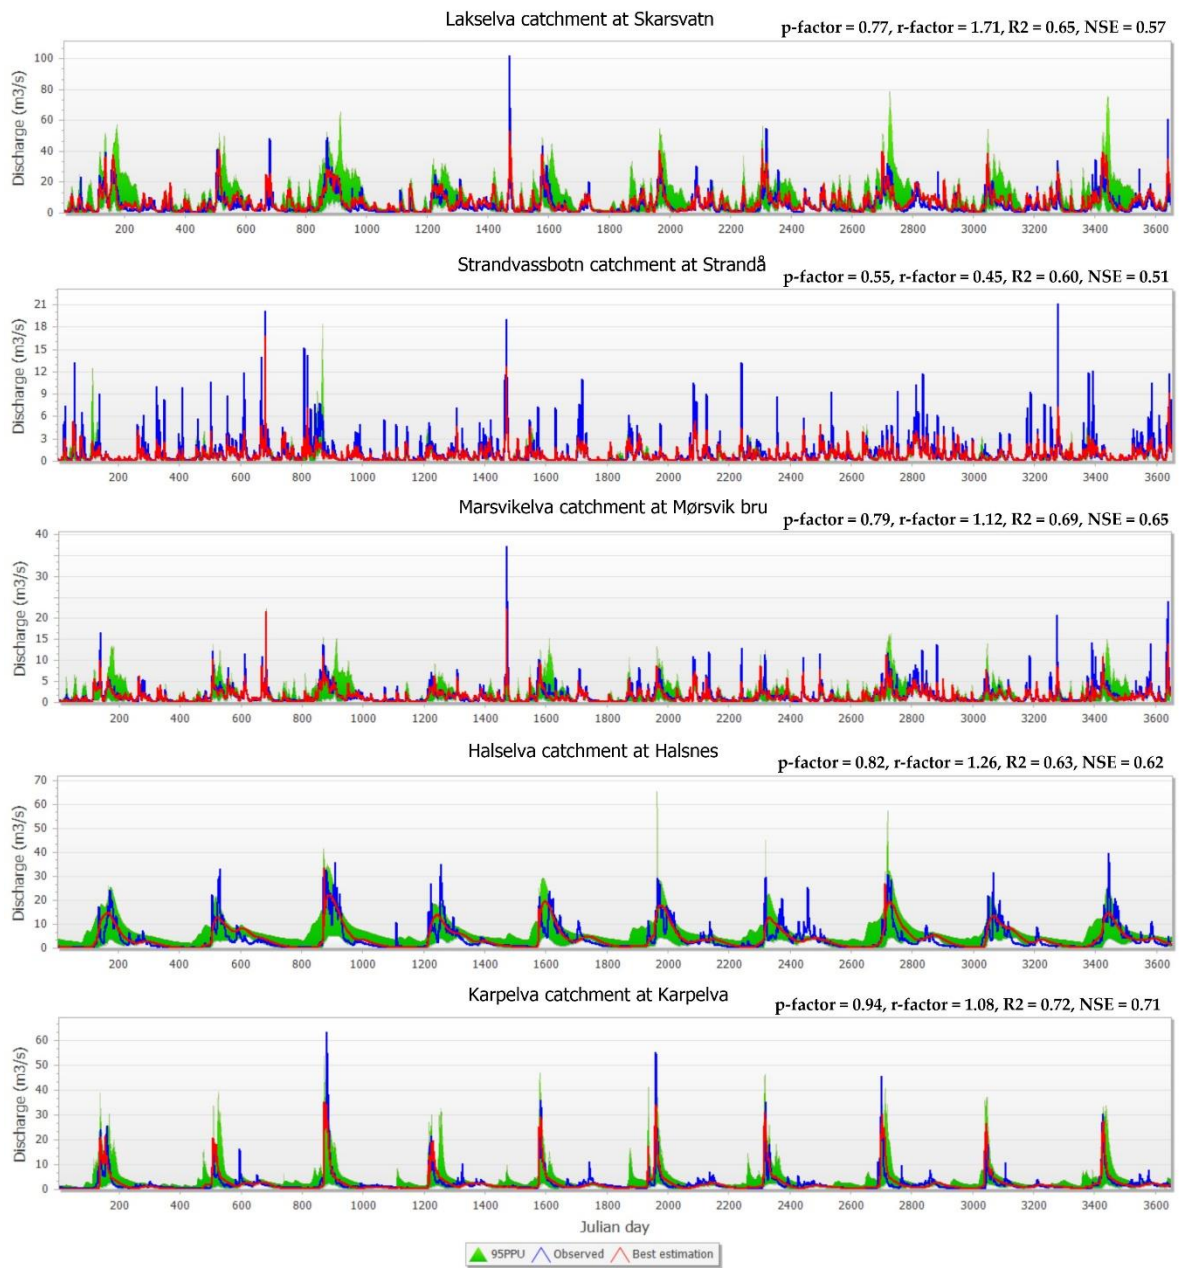 Lakselva catchment at Skarsvatn
p-factor = 0.77, r-factor = 1.71, R2 = 0.65, NSE = 0.57
Discharge (m3/s)
100
80
60
40
20
0
200 400 600 800 1000 1200 1400 1600 1800 2000 2200 2400 2600 2800 3000 3200 3400 3600
Strandvassbotn catchment at Strandå
p-factor = 0.55, r-factor = 0.45, R2 = 0.60, NSE = 0.51
Discharge (m3/s)
21
18
15
12
9
6
3
0
200 400 600 800 1000 1200 1400 1600 1800 2000 2200 2400 2600 2800 3000 3200 3400 3600
Marsvikelva catchment at Mørsvik bru
p-factor = 0.79, r-factor = 1.12, R2 = 0.69, NSE = 0.65
Discharge (m3/s)
40
30
20
15
10
5
0
200 400 600 800 1000 1200 1400 1600 1800 2000 2200 2400 2600 2800 3000 3200 3400 3600
Halselva catchment at Halsnes
p-factor = 0.82, r-factor = 1.26, R2 = 0.63, NSE = 0.62
Discharge (m3/s)
70
60
50
40
30
20
10
0
200 400 600 800 1000 1200 1400 1600 1800 2000 2200 2400 2600 2800 3000 3200 3400 3600
Karpelva catchment at Karpelva
p-factor = 0.94, r-factor = 1.08, R2 = 0.72, NSE = 0.71
Discharge (m3/s)
60
50
40
30
20
10
0
200 400 600 800 1000 1200 1400 1600 1800 2000 2200 2400 2600 2800 3000 3200 3400 3600
Julian day
95PPU Observed Best estimation